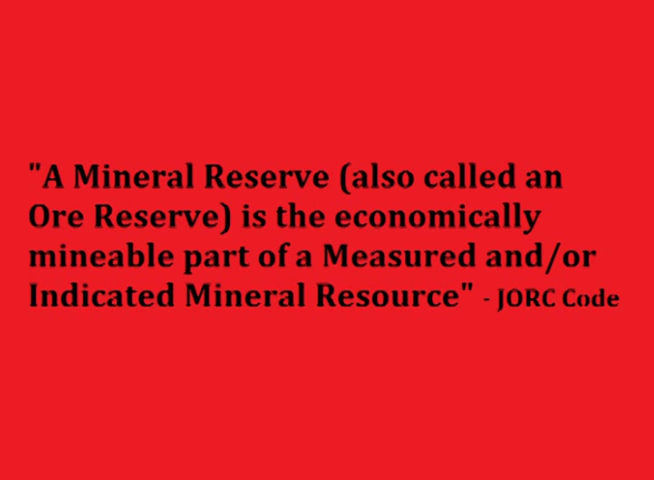 "A Mineral Reserve (also called an
Ore Reserve) is the economically
mineable part of a Measured and/or
Indicated Mineral Resource" - JORC Code